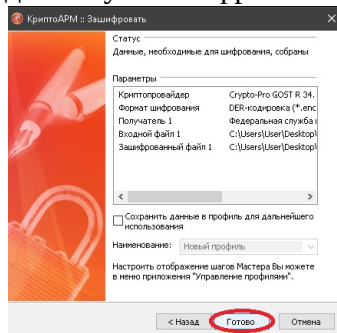 КриптоАРМ :: Зашифровать
Статус
Данные, необходимые для шифрования, собраны
Параметры
Криптопровайдер Crypto-Pro GOST R 34.
Формат шифрования DER-кодировка (*.enc
Получатель 1 Федеральная служба
Входной файл 1 C:\Users\User\Desktop\
Зашифрованный файл 1 C:\Users\User\Desktop\
Сохранить данные в профиль для дальнейшего
использования
Наименование: Новый профиль
Настроить отображение шагов Мастера Вы можете
в меню приложения "Управление профилями".
< Назад Готово Отмена